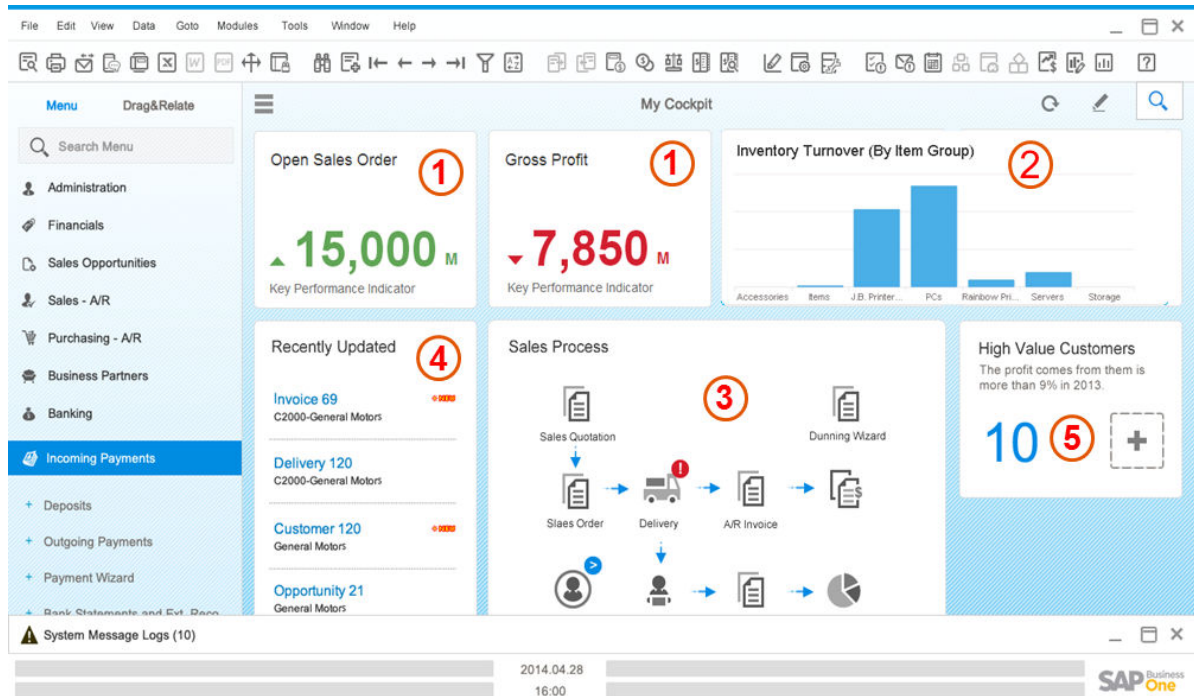 File Edit View Data Goto Modules Tools Window Help
Menu Drag&Relate
My Cockpit
Search Menu
Administration
Financials
Sales Opportunities
Sales - A/R
Purchasing - A/R
Business Partners
Banking
Incoming Payments
+ Deposits
+ Outgoing Payments
+ Payment Wizard
+ Bank Statements and Ext. Reco
Open Sales Order
1
15,000 M
Key Performance Indicator
Gross Profit
1
7,850 M
Key Performance Indicator
Inventory Turnover (By Item Group)
2
Accessories Items J.B. Printer... PCs Rainbow Pri... Servers Storage
Recently Updated
4
Invoice 69
C2000-General Motors
Delivery 120
C2000-General Motors
Customer 120
General Motors
Opportunity 21
General Motors
Sales Process
3
Sales Quotation Dunning Wizard
Slaes Order Delivery A/R Invoice
High Value Customers
The profit comes from them is
more than 9% in 2013.
10
5
System Message Logs (10)
2014.04.28
16:00
SAP Business One